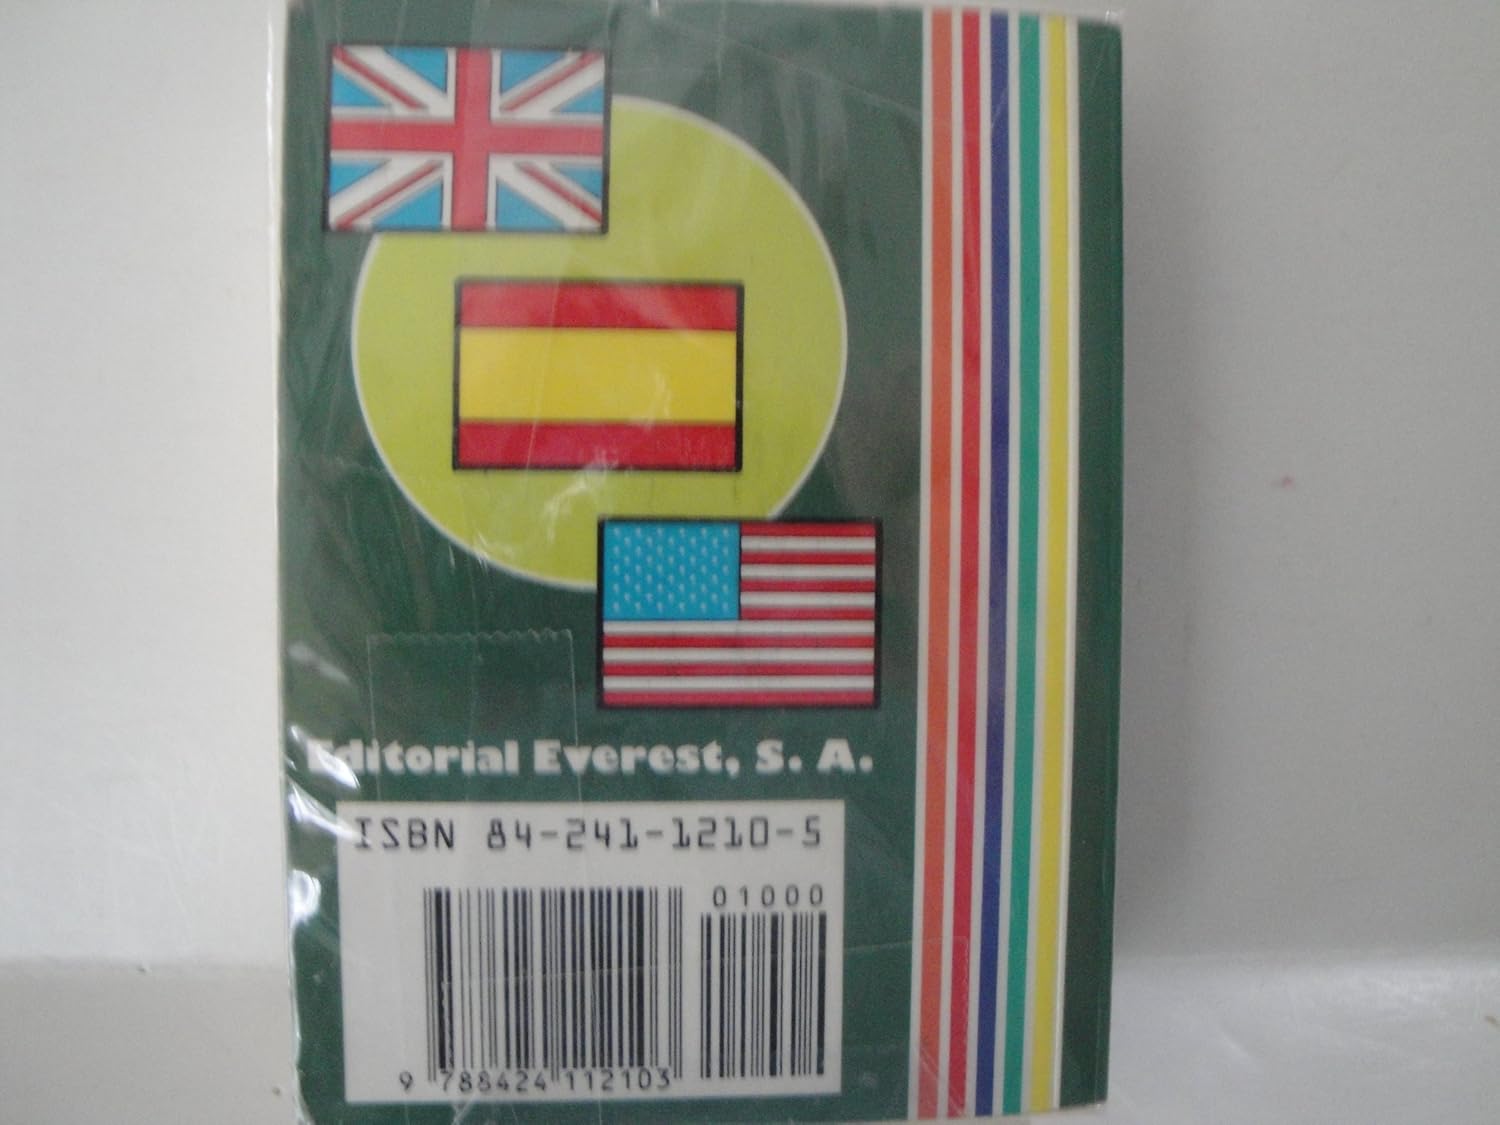 Editorial Everest, S. A.
ISBN 84-241-1210-5
01000
9 788424 112103